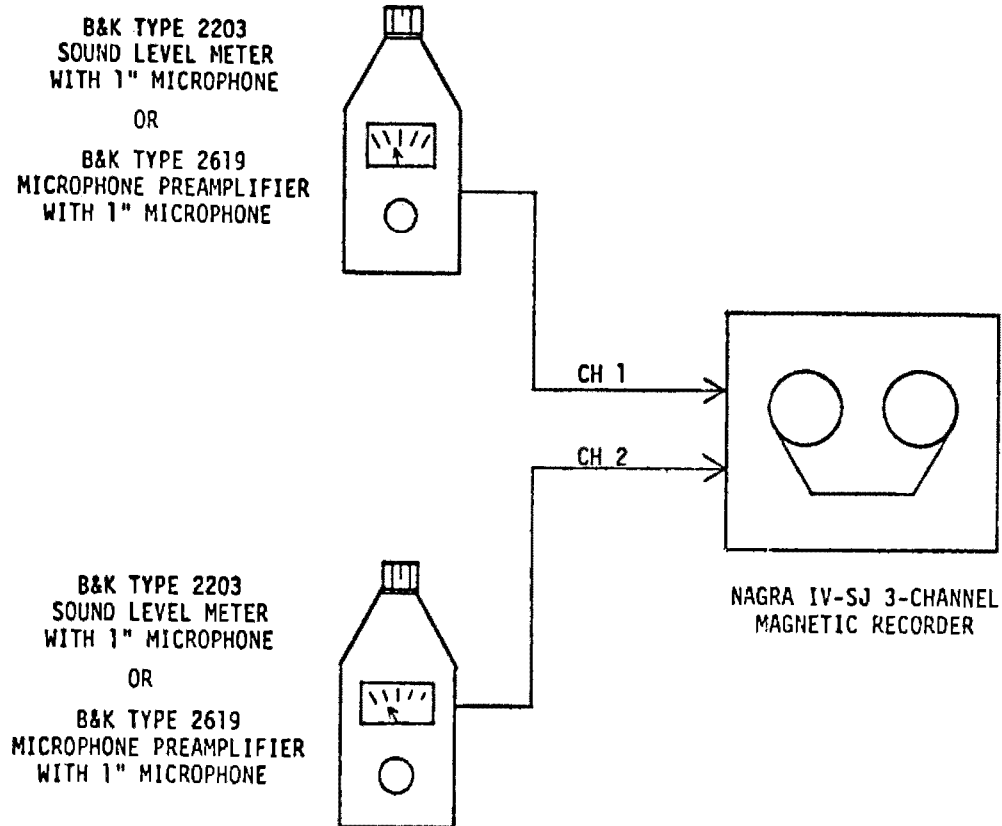 B&K TYPE 2203
SOUND LEVEL METER
WITH 1" MICROPHONE
OR
B&K TYPE 2619
MICROPHONE PREAMPLIFIER
WITH 1" MICROPHONE
CH 1
CH 2
NAGRA IV-SJ 3-CHANNEL
MAGNETIC RECORDER
B&K TYPE 2203
SOUND LEVEL METER
WITH 1" MICROPHONE
OR
B&K TYPE 2619
MICROPHONE PREAMPLIFIER
WITH 1" MICROPHONE